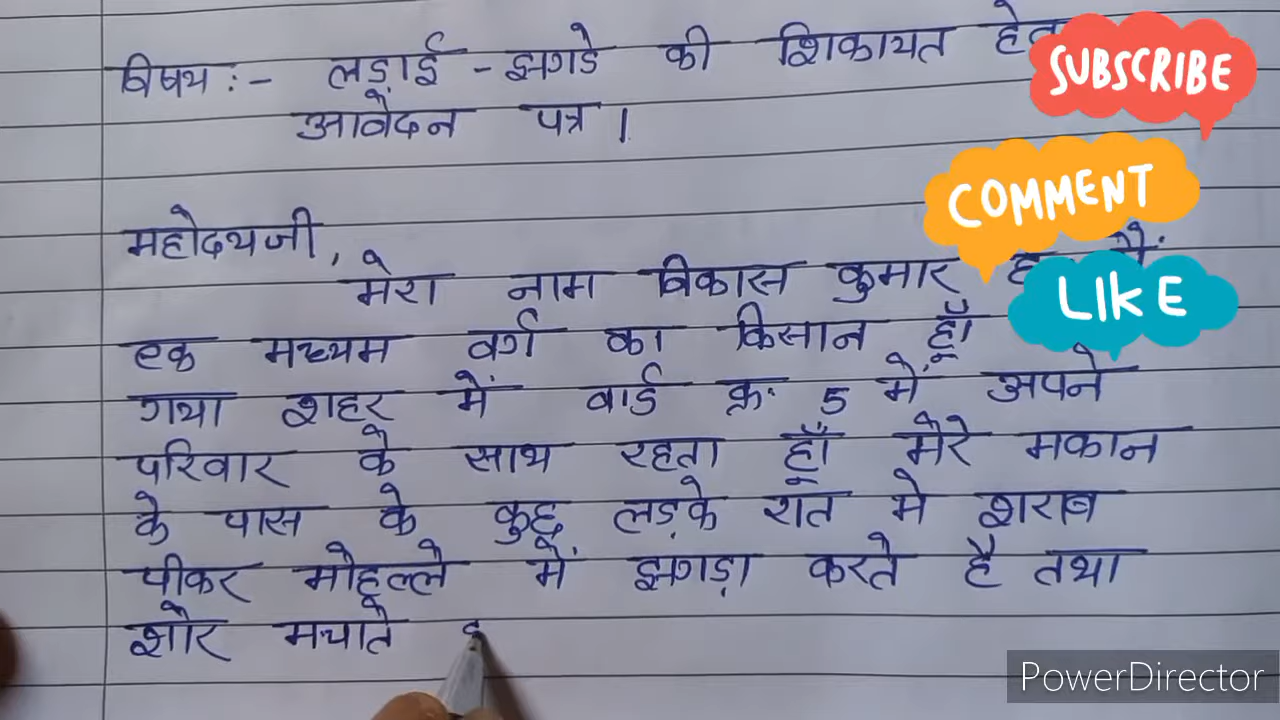 विषय :- लड़ाई - झगडे की शिकायत हेतु
आवेदन पत्र |
महोदयजी,
मेरा नाम विकास कुमार मैं
एक मध्यम वर्ग का किसान हूँ
गया शहर में वार्ड क्र. 5 में अपने
परिवार के साथ रहता हूँ मेरे मकान
के पास के कुछ लड़के रात मे शराब
पीकर मोहल्ले में झगड़ा करते है तथा
शोर मचाते
SUBSCRIBE
COMMENT
LIKE
PowerDirector